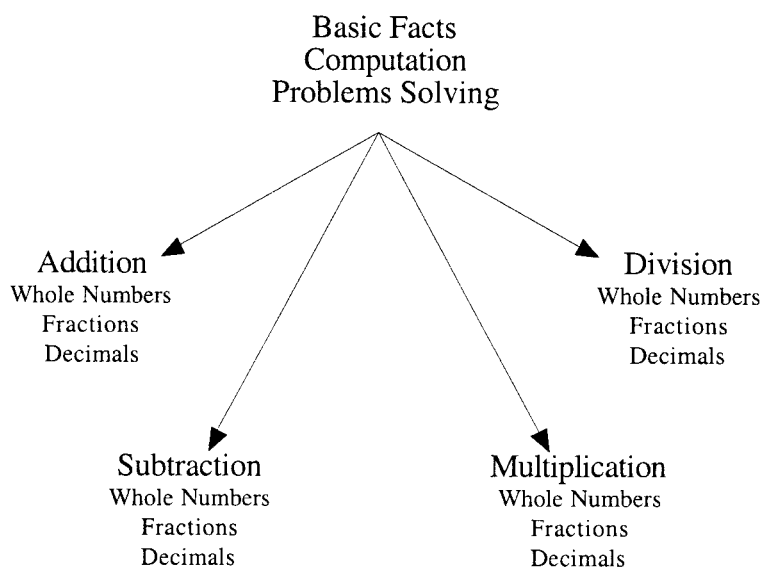 Basic Facts
Computation
Problems Solving
Addition
Whole Numbers
Fractions
Decimals
Division
Whole Numbers
Fractions
Decimals
Subtraction
Whole Numbers
Fractions
Decimals
Multiplication
Whole Numbers
Fractions
Decimals